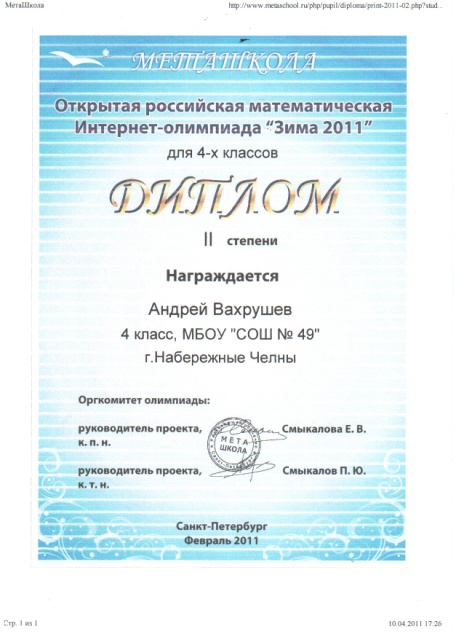 МетаШкола
http://www.metaschool.ru/php/pupil/diploma/print-2011-02.php?stud...
МЕТАШКОЛА
Открытая российская математическая
Интернет-олимпиада "Зима 2011"
для 4-х классов
ДИПЛОМ
II степени
Награждается
Андрей Вахрушев
4 класс, МБОУ "СОШ № 49"
г.Набережные Челны
Оргкомитет олимпиады:
руководитель проекта, Смыкалова Е. В.
к. п. н.
МЕТА
ШКОЛА
руководитель проекта, Смыкалов П. Ю.
к. т. н.
Санкт-Петербург
Февраль 2011
Стр. 1 из 1
10.04.2011 17:26